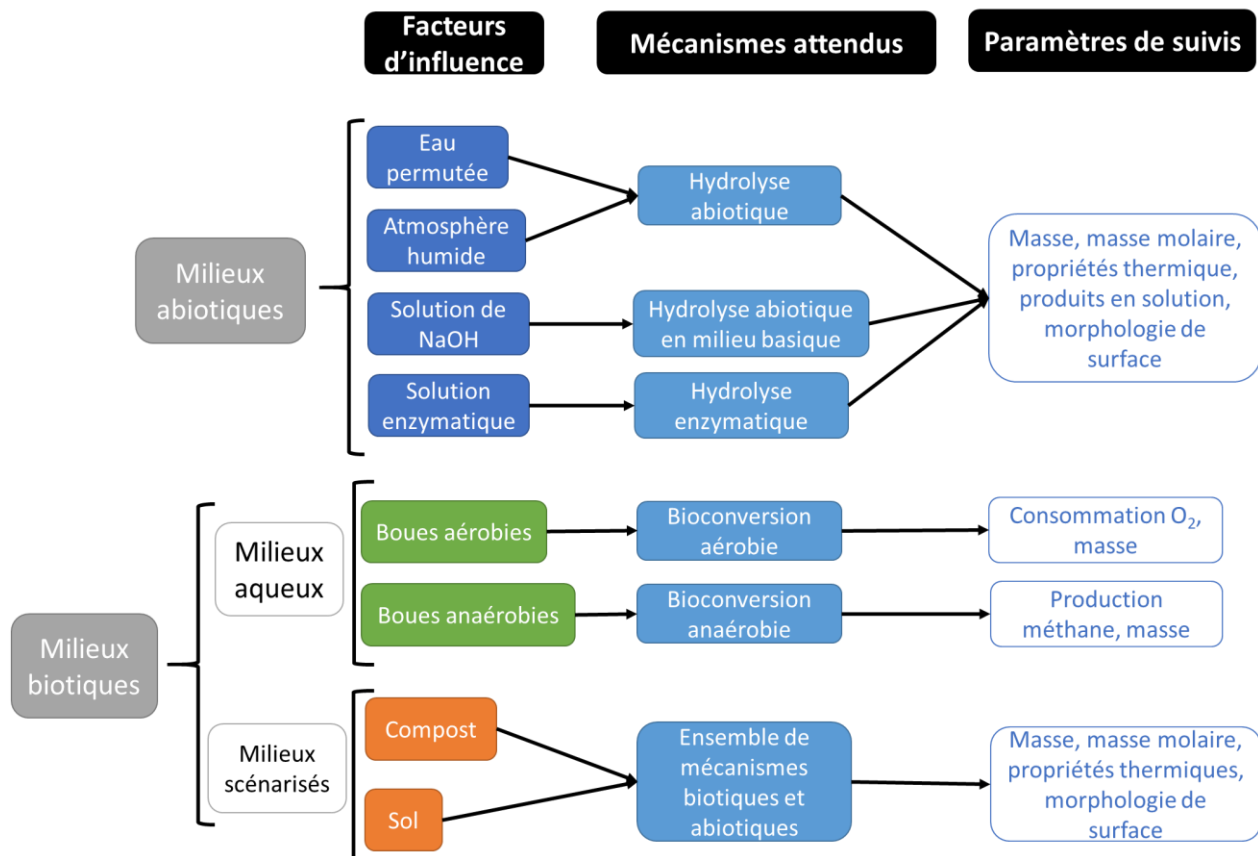 Facteurs
d’influence
Mécanismes attendus
Paramètres de suivis
Milieux
abiotiques
Eau
permutée
Atmosphère
humide
Solution de
NaOH
Solution
enzymatique
Hydrolyse
abiotique
Hydrolyse abiotique
en milieu basique
Hydrolyse
enzymatique
Masse, masse molaire,
propriétés thermique,
produits en solution,
morphologie de
surface
Milieux
biotiques
Milieux
aqueux
Boues aérobies
Bioconversion
aérobie
Consommation O₂,
masse
Boues anaérobies
Bioconversion
anaérobie
Production
méthane, masse
Milieux
scénarisés
Compost
Sol
Ensemble de
mécanismes
biotiques et
abiotiques
Masse, masse molaire,
propriétés thermiques,
morphologie de
surface